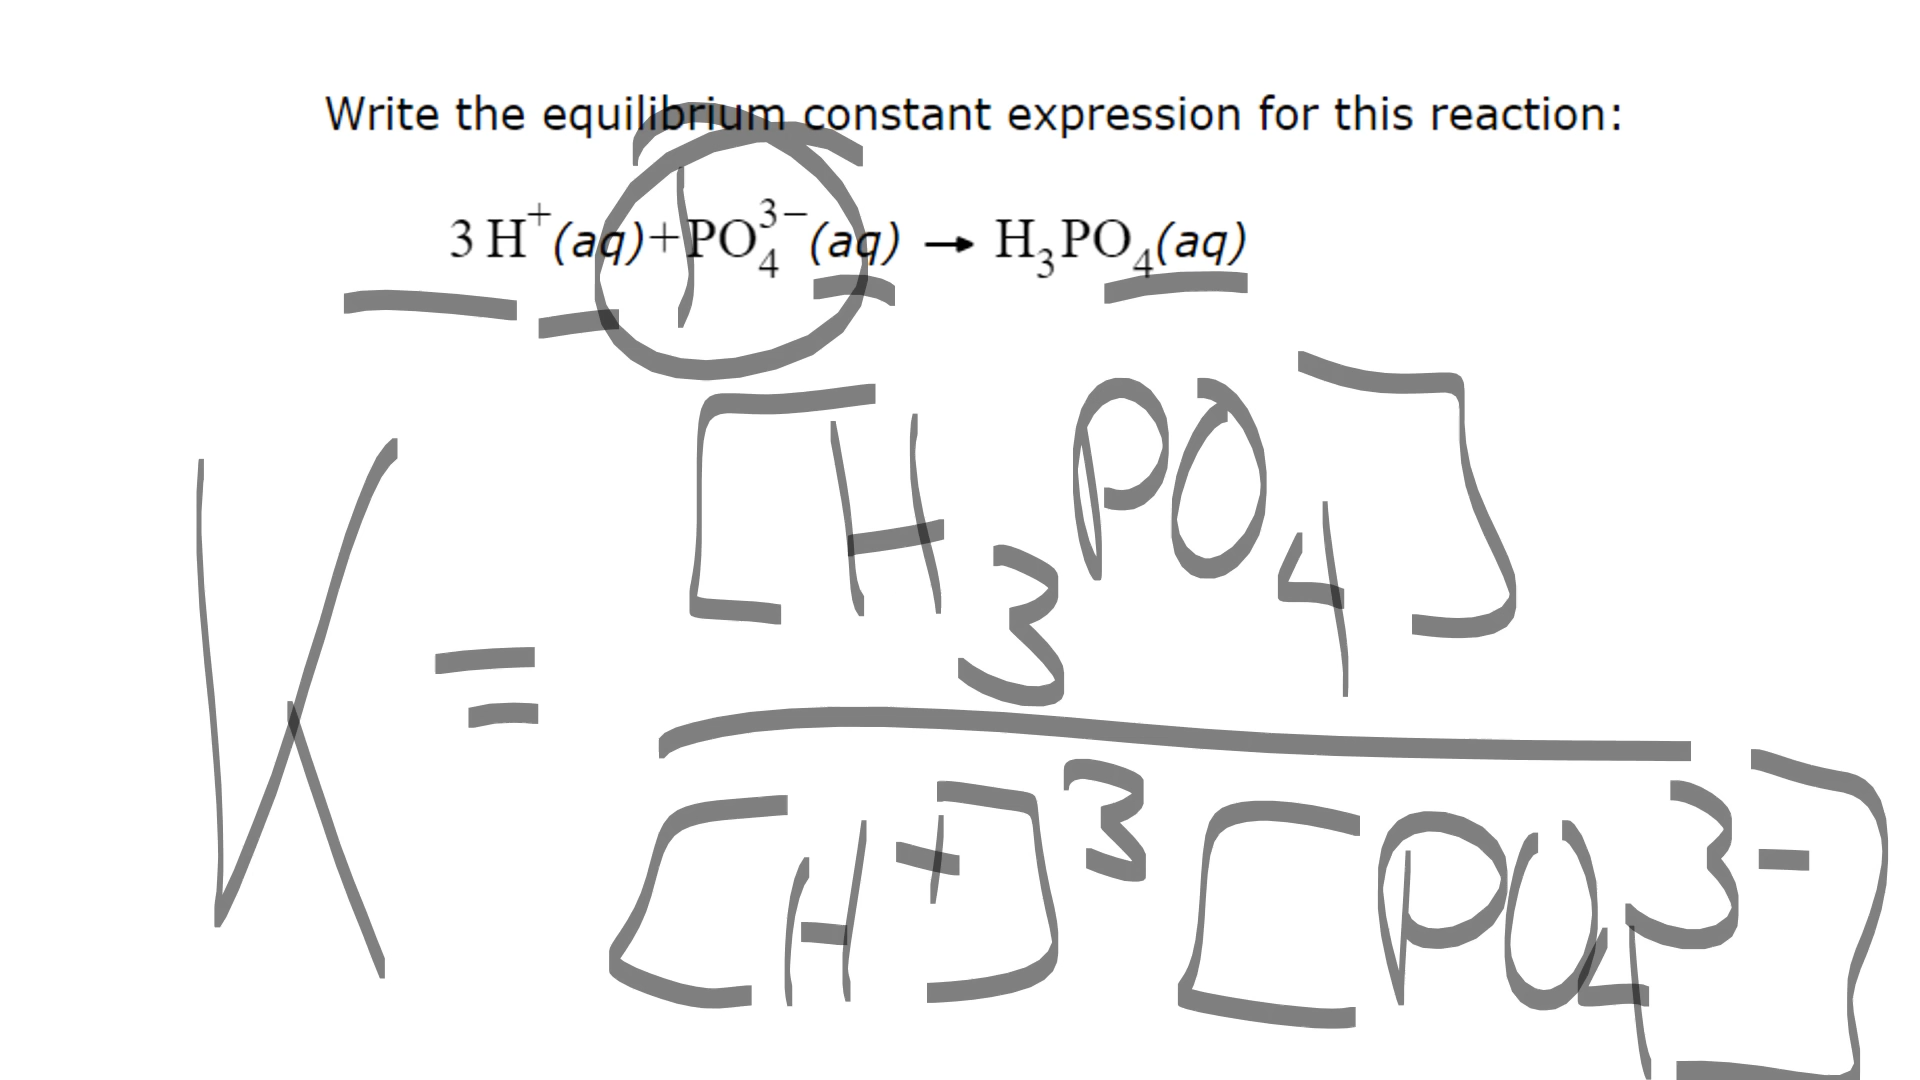 Write the equilibrium constant expression for this reaction:
3 H⁺(aq)+PO₄³⁻(aq) → H₃PO₄(aq)
K = [H₃PO₄]
[H⁺]³ [PO₄³⁻]